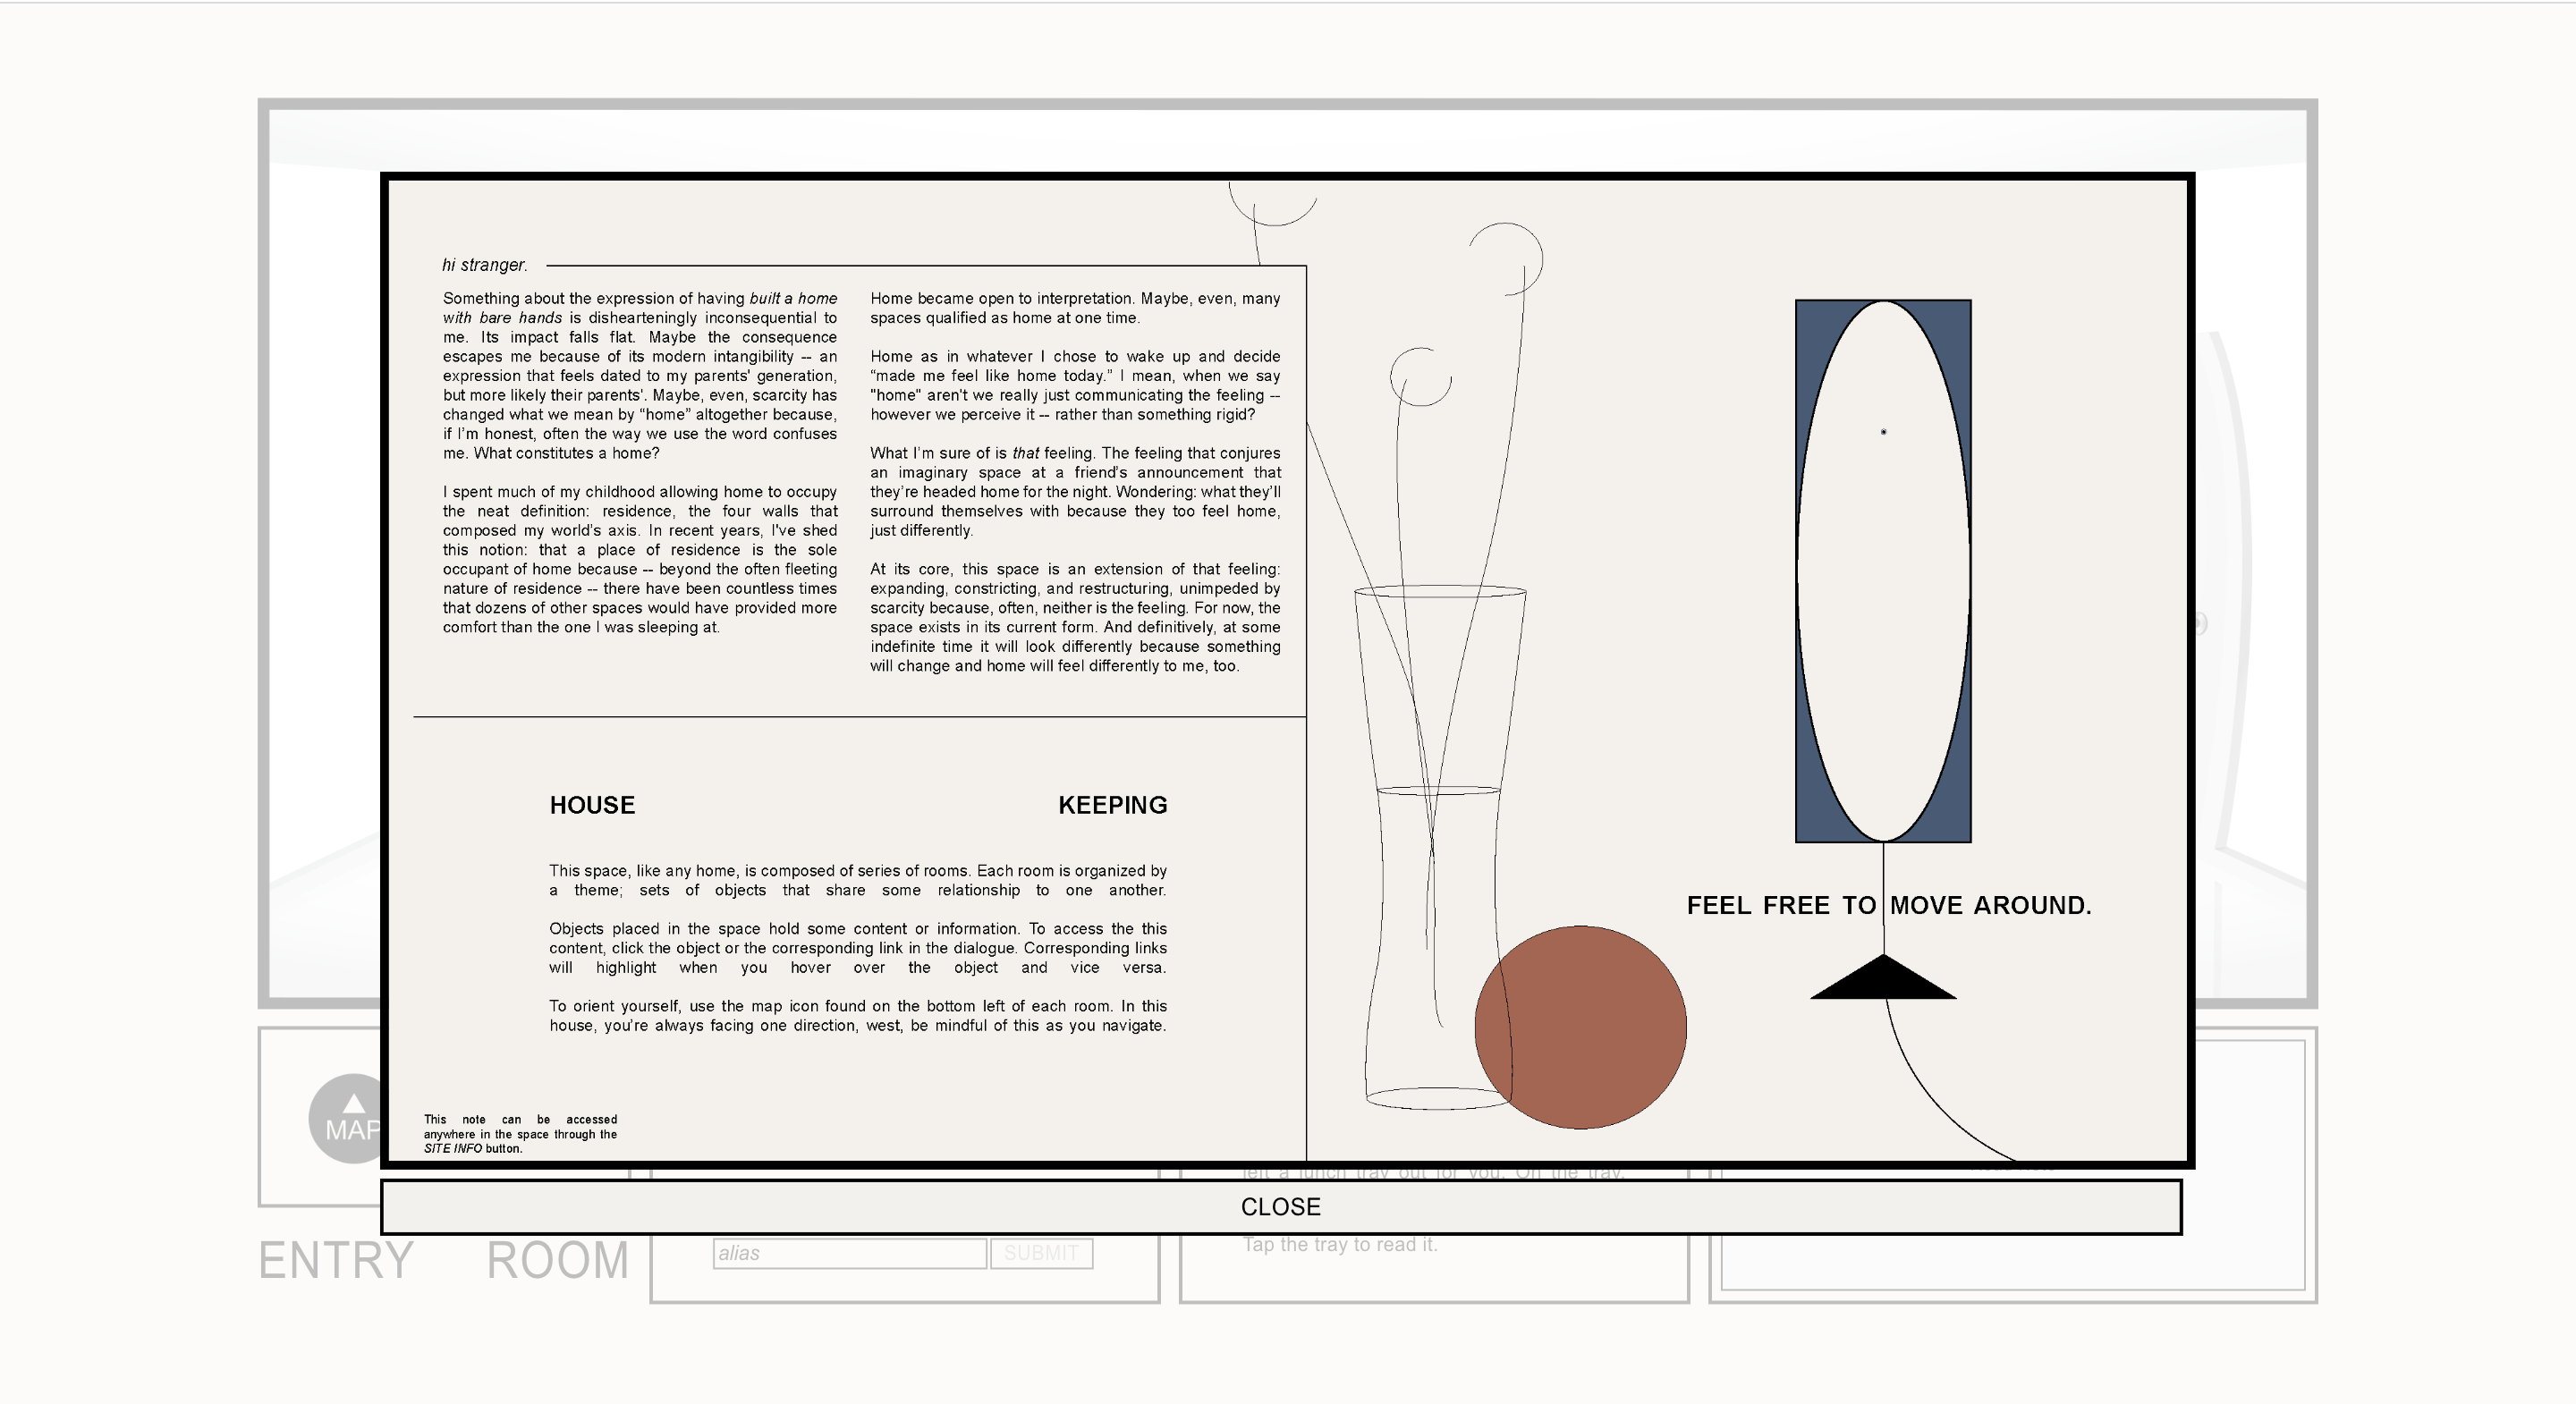 hi stranger.
Something about the expression of having built a home
with bare hands is dishearteningly inconsequential to
me. Its impact falls flat. Maybe the consequence
escapes me because of its modern intangibility -- an
expression that feels dated to my parents' generation,
but more likely their parents'. Maybe, even, scarcity has
changed what we mean by “home” altogether because,
if I’m honest, often the way we use the word confuses
me. What constitutes a home?
I spent much of my childhood allowing home to occupy
the neat definition: residence, the four walls that
composed my world’s axis. In recent years, I've shed
this notion: that a place of residence is the sole
occupant of home because -- beyond the often fleeting
nature of residence -- there have been countless times
that dozens of other spaces would have provided more
comfort than the one I was sleeping at.
Home became open to interpretation. Maybe, even, many
spaces qualified as home at one time.
Home as in whatever I chose to wake up and decide
“made me feel like home today.” I mean, when we say
"home" aren't we really just communicating the feeling --
however we perceive it -- rather than something rigid?
What I’m sure of is that feeling. The feeling that conjures
an imaginary space at a friend’s announcement that
they’re headed home for the night. Wondering: what they’ll
surround themselves with because they too feel home,
just differently.
At its core, this space is an extension of that feeling:
expanding, constricting, and restructuring, unimpeded by
scarcity because, often, neither is the feeling. For now, the
space exists in its current form. And definitively, at some
indefinite time it will look differently because something
will change and home will feel differently to me, too.
HOUSE KEEPING
This space, like any home, is composed of series of rooms. Each room is organized by
a theme; sets of objects that share some relationship to one another.
Objects placed in the space hold some content or information. To access the this
content, click the object or the corresponding link in the dialogue. Corresponding links
will highlight when you hover over the object and vice versa.
To orient yourself, use the map icon found on the bottom left of each room. In this
house, you’re always facing one direction, west, be mindful of this as you navigate.
This note can be accessed
anywhere in the space through the
SITE INFO button.
FEEL FREE TO MOVE AROUND.
CLOSE
MAP
ENTRY ROOM
alias
SUBMIT
left a lunch tray out for you. On the tray,
Tap the tray to read it.